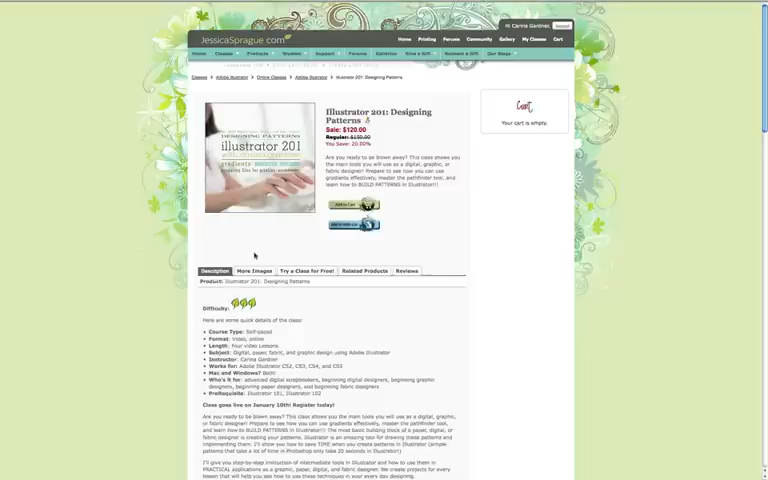 Hi Carina Gardner,
JessicaSprague.com
Home Printing Forums Community Gallery My Classes Cart
Home Classes Products Support Forums Galleries Give a Gift Redeem a Gift Our Blogs
Classes > Adobe Illustrator > Online Classes > Adobe Illustrator > Illustrator 201: Designing Patterns
Cart
Your cart is empty.
DESIGNING PATTERNS
illustrator 201
gradients
Illustrator 201: Designing
Patterns
Sale: $120.00
Regular: $150.00
You Save: 20.00%
Are you ready to be blown away? This class shows you
the main tools you will use as a digital, graphic, or
fabric designer! Prepare to see how you can use
gradients effectively, master the pathfinder tool, and
learn how to BUILD PATTERNS in Illustrator!!!
Add to Cart
Description More Images Try a Class for Free! Related Products Reviews
Product: Illustrator 201: Designing Patterns
Difficulty:
Here are some quick details of the class:
• Course Type: Self-paced
• Format: Video, online
• Length: Four video Lessons
• Subject: Digital, paper, fabric, and graphic design using Adobe Illustrator
• Instructor: Carina Gardner
• Works for: Adobe Illustrator CS2, CS3, CS4, and CS5
• Mac and Windows? Both!
• Who's it for: advanced digital scrapbookers, beginning digital designers, beginning graphic
designers, beginning paper designers, and beginning fabric designers
• PreRequisite: Illustrator 101, Illustrator 102
Class goes live on January 10th! Register today!
Are you ready to be blown away? This class shows you the main tools you will use as a digital, graphic,
or fabric designer! Prepare to see how you can use gradients effectively, master the pathfinder tool, and
learn how to BUILD PATTERNS in Illustrator!!! The most basic building block of a paper, digital, or
fabric designer is creating your patterns. Illustrator is an amazing tool for drawing these patterns and
implementing them. I'll show you how to save TIME when you create patterns in Illustrator (simple
patterns that take a lot of time in Photoshop only take 20 seconds in Illustrator!)
I'll give you step-by-step instruction of intermediate tools in Illustrator and how to use them in
PRACTICAL applications as a graphic, paper, digital, and fabric designer. We create projects for every
lesson that will help you see how to use these techniques in your every day designing.